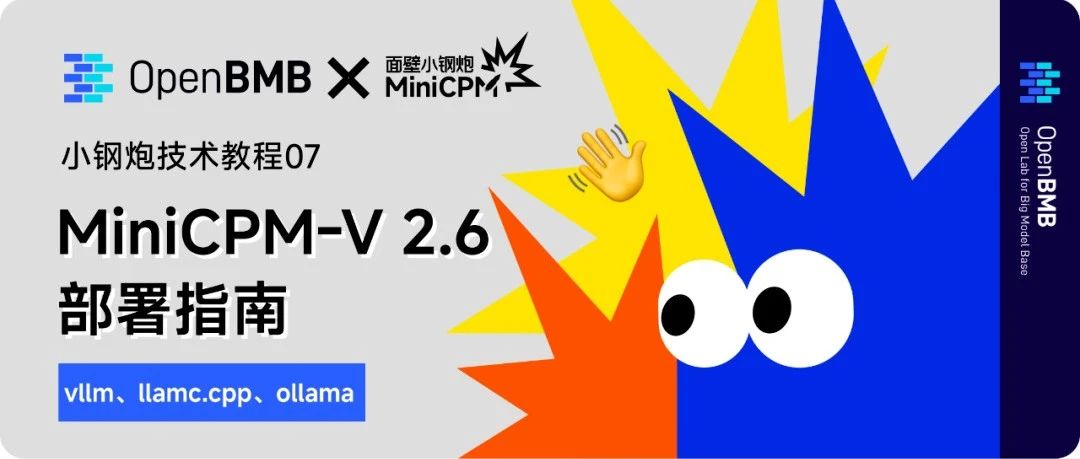 OpenBMB
面壁小钢炮
MiniCPM
小钢炮技术教程07
MiniCPM-V 2.6
部署指南
vllm、llamc.cpp、ollama
OpenBMB
Open Lab for Big Model Base